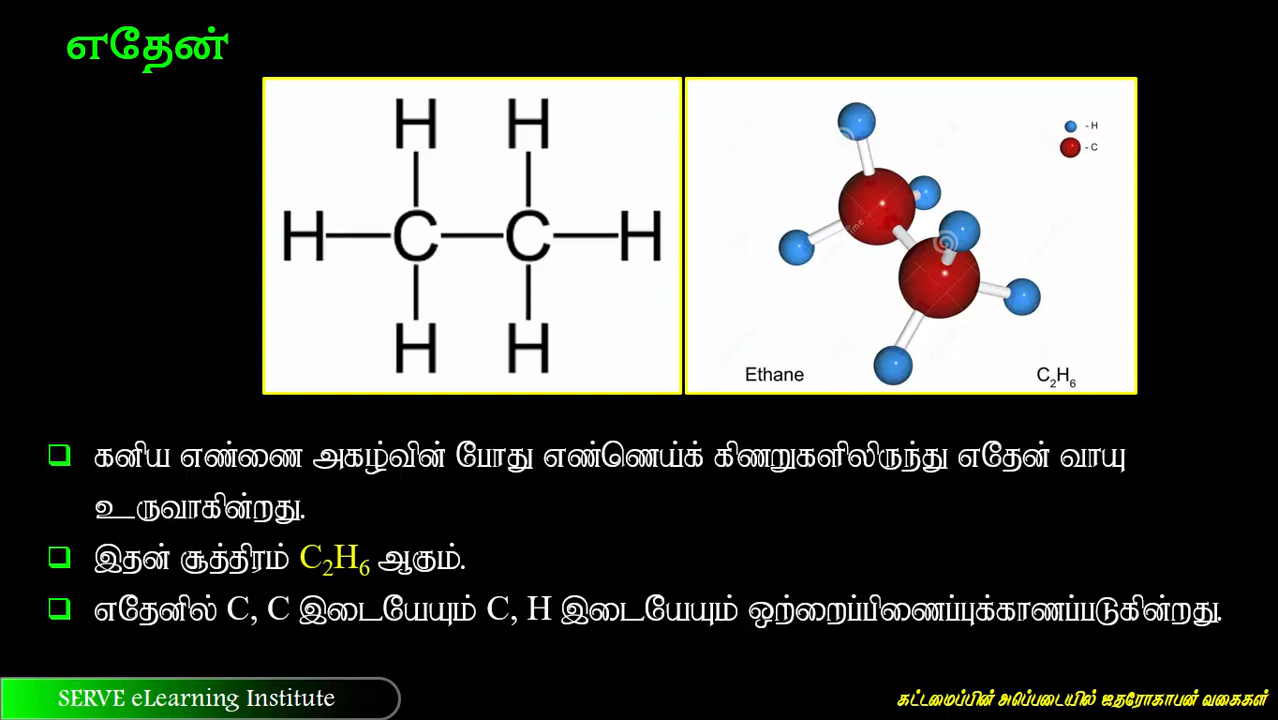 எதேன்
H H
H C C H
H H
- H
- C
Ethane C₂H₆
❑ கனிய எண்ணை அகழ்வின் போது எண்ணெய்க் கிணறுகளிலிருந்து எதேன் வாயு
உருவாகின்றது.
❑ இதன் சூத்திரம் C₂H₆ ஆகும்.
❑ எதேனில் C, C இடையேயும் C, H இடையேயும் ஒற்றைப்பிணைப்புக்காணப்படுகின்றது.
SERVE eLearning Institute
கட்டமைப்பின் அடிப்படையில் ஐதரோகாபன் வகைகள்